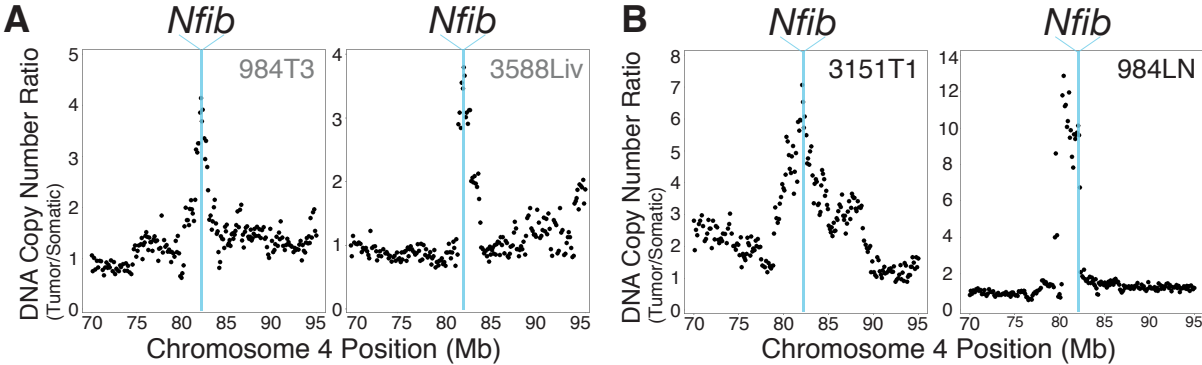 A
Nfib
984T3
DNA Copy Number Ratio
(Tumor/Somatic)
5
4
3
2
1
0
70 75 80 85 90 95
Nfib
3588Liv
4
3
2
1
0
70 75 80 85 90 95
Chromosome 4 Position (Mb)
B
Nfib
3151T1
DNA Copy Number Ratio
(Tumor/Somatic)
8
7
6
5
4
3
2
1
0
70 75 80 85 90 95
Nfib
984LN
14
12
10
8
6
4
2
0
70 75 80 85 90 95
Chromosome 4 Position (Mb)